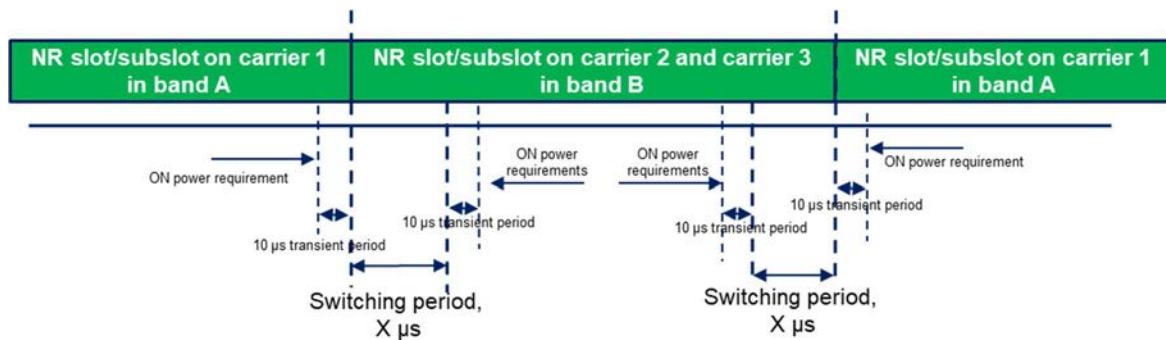 NR slot/subslot on carrier 1
in band A
NR slot/subslot on carrier 2 and carrier 3
in band B
NR slot/subslot on carrier 1
in band A
ON power requirement
10 µs transient period
Switching period,
X µs
ON power
requirements
10 µs transient period
ON power
requirements
10 µs transient period
Switching period,
X µs
ON power requirement
10 µs transient period